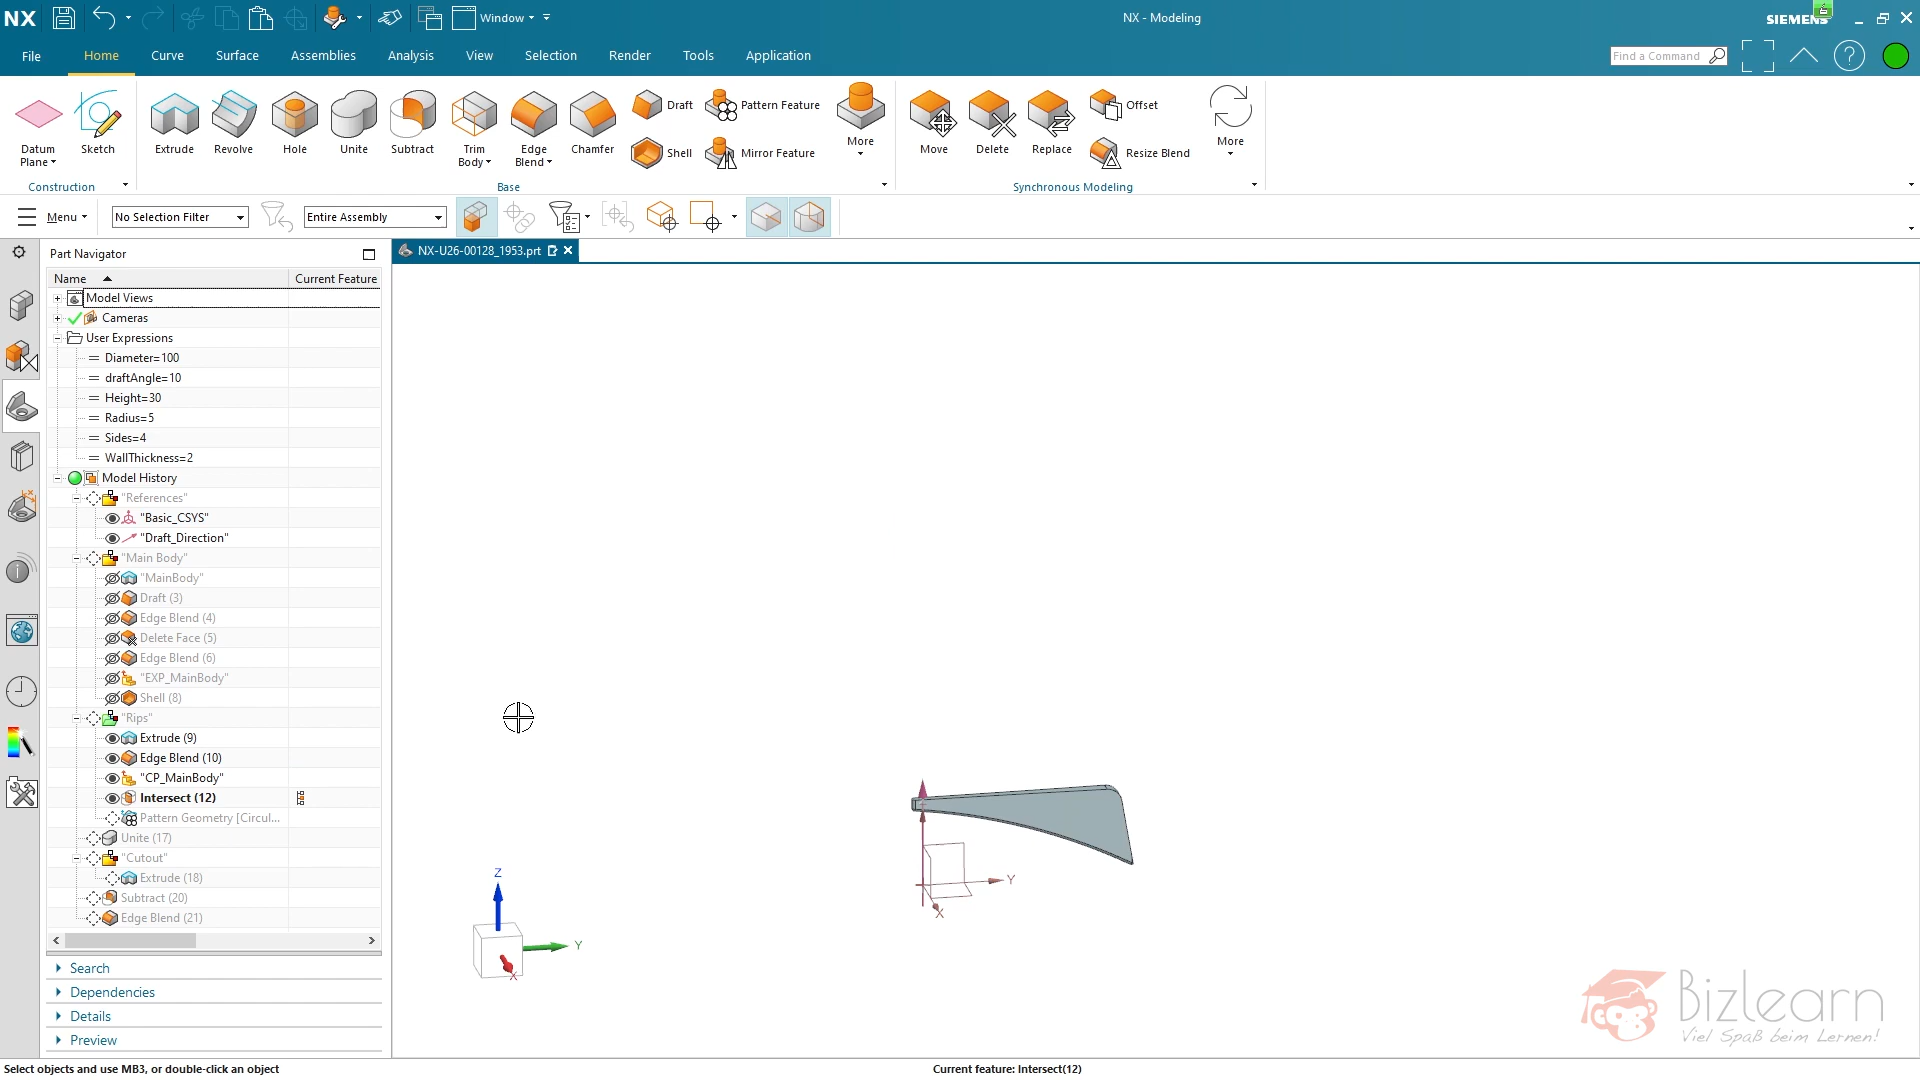 NX
Window
NX - Modeling
SIEMENS
File
Home
Curve
Surface
Assemblies
Analysis
View
Selection
Render
Tools
Application
Find a Command
Datum
Plane
Sketch
Extrude
Revolve
Hole
Unite
Subtract
Trim
Body
Edge
Blend
Chamfer
Draft
Shell
Pattern Feature
Mirror Feature
More
Move
Delete
Replace
Offset
Resize Blend
More
Construction
Base
Synchronous Modeling
Menu
No Selection Filter
Entire Assembly
Part Navigator
NX-U26-00128_1953.prt
Name
Current Feature
Model Views
Cameras
User Expressions
Diameter=100
draftAngle=10
Height=30
Radius=5
Sides=4
WallThickness=2
Model History
"References"
"Basic_CSYS"
"Draft_Direction"
"Main Body"
"MainBody"
Draft (3)
Edge Blend (4)
Delete Face (5)
Edge Blend (6)
"EXP_MainBody"
Shell (8)
"Rips"
Extrude (9)
Edge Blend (10)
"CP_MainBody"
Intersect (12)
Pattern Geometry [Circul...
Unite (17)
"Cutout"
Extrude (18)
Subtract (20)
Edge Blend (21)
Search
Dependencies
Details
Preview
Z
Y
X
Y
X
Bizlearn
Viel Spaß beim Lernen!
Select objects and use MB3, or double-click an object
Current feature: Intersect(12)